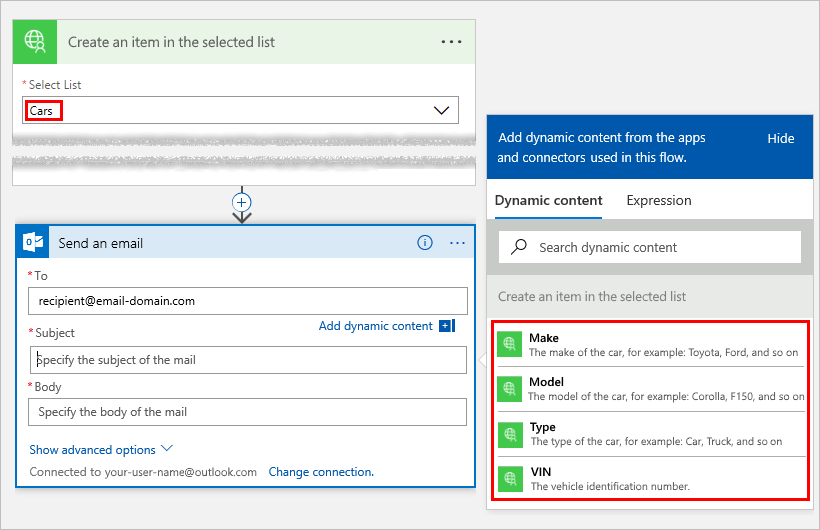 Create an item in the selected list
* Select List
Cars
Send an email
* To
recipient@email-domain.com
Add dynamic content
* Subject
Specify the subject of the mail
* Body
Specify the body of the mail
Show advanced options
Connected to your-user-name@outlook.com Change connection.
Add dynamic content from the apps
and connectors used in this flow.
Hide
Dynamic content Expression
Search dynamic content
Create an item in the selected list
Make
The make of the car, for example: Toyota, Ford, and so on
Model
The model of the car, for example: Corolla, F150, and so on
Type
The type of the car, for example: Car, Truck, and so on
VIN
The vehicle identification number.